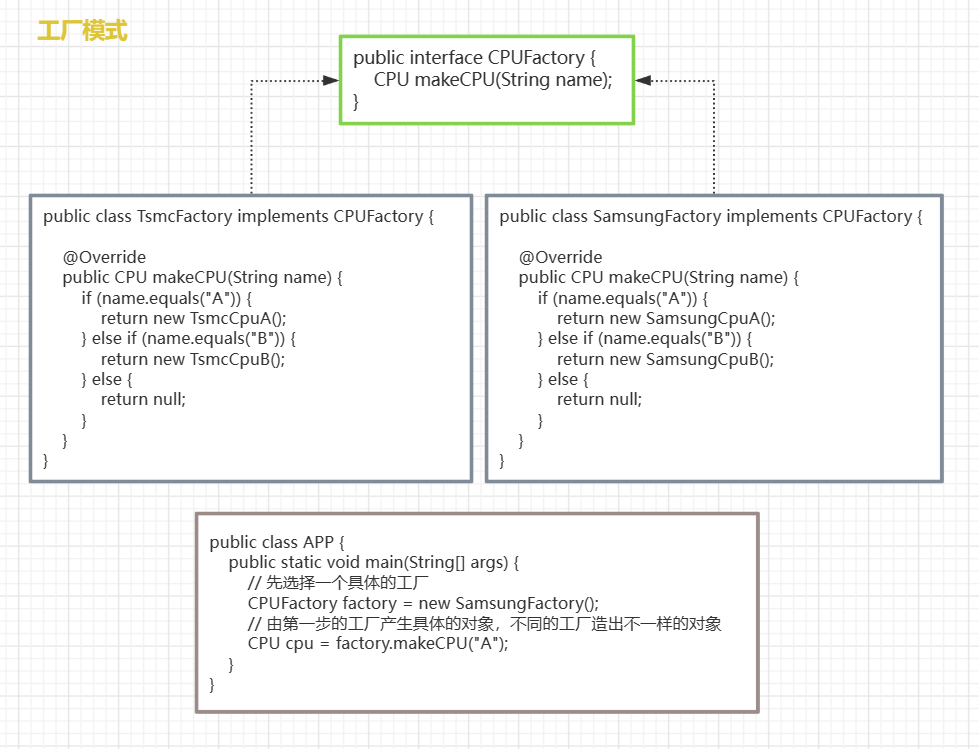 工厂模式
public interface CPUFactory {
CPU makeCPU(String name);
}
public class TsmcFactory implements CPUFactory {
@Override
public CPU makeCPU(String name) {
if (name.equals("A")) {
return new TsmcCpuA();
} else if (name.equals("B")) {
return new TsmcCpuB();
} else {
return null;
}
}
}
public class SamsungFactory implements CPUFactory {
@Override
public CPU makeCPU(String name) {
if (name.equals("A")) {
return new SamsungCpuA();
} else if (name.equals("B")) {
return new SamsungCpuB();
} else {
return null;
}
}
}
public class APP {
public static void main(String[] args) {
// 先选择一个具体的工厂
CPUFactory factory = new SamsungFactory();
// 由第一步的工厂产生具体的对象，不同的工厂造出不一样的对象
CPU cpu = factory.makeCPU("A");
}
}